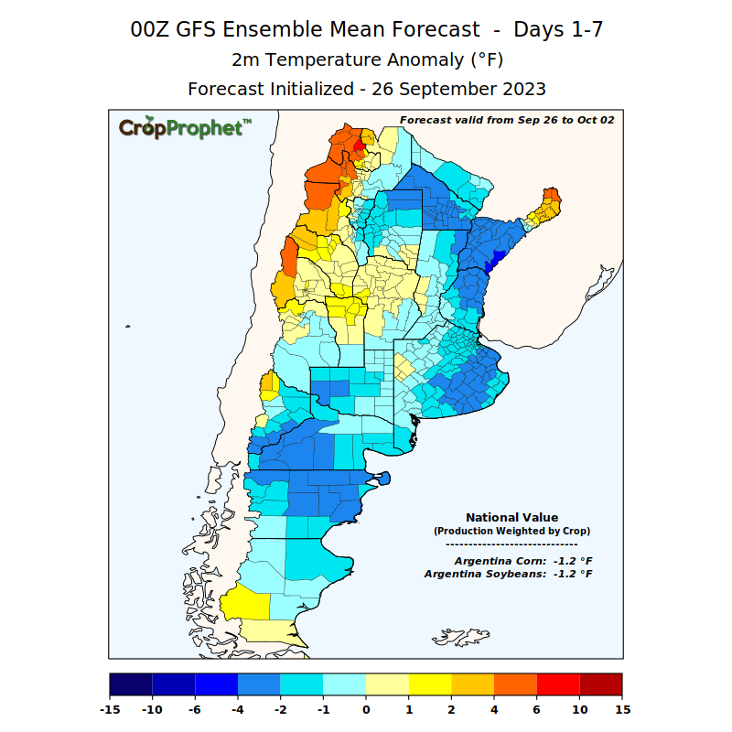 00Z GFS Ensemble Mean Forecast - Days 1-7
2m Temperature Anomaly (°F)
Forecast Initialized - 26 September 2023
CropProphet™
Forecast valid from Sep 26 to Oct 02
National Value
(Production Weighted by Crop)
-----------------------------
Argentina Corn: -1.2 °F
Argentina Soybeans: -1.2 °F
-15 -10 -6 -4 -2 -1 0 1 2 4 6 10 15